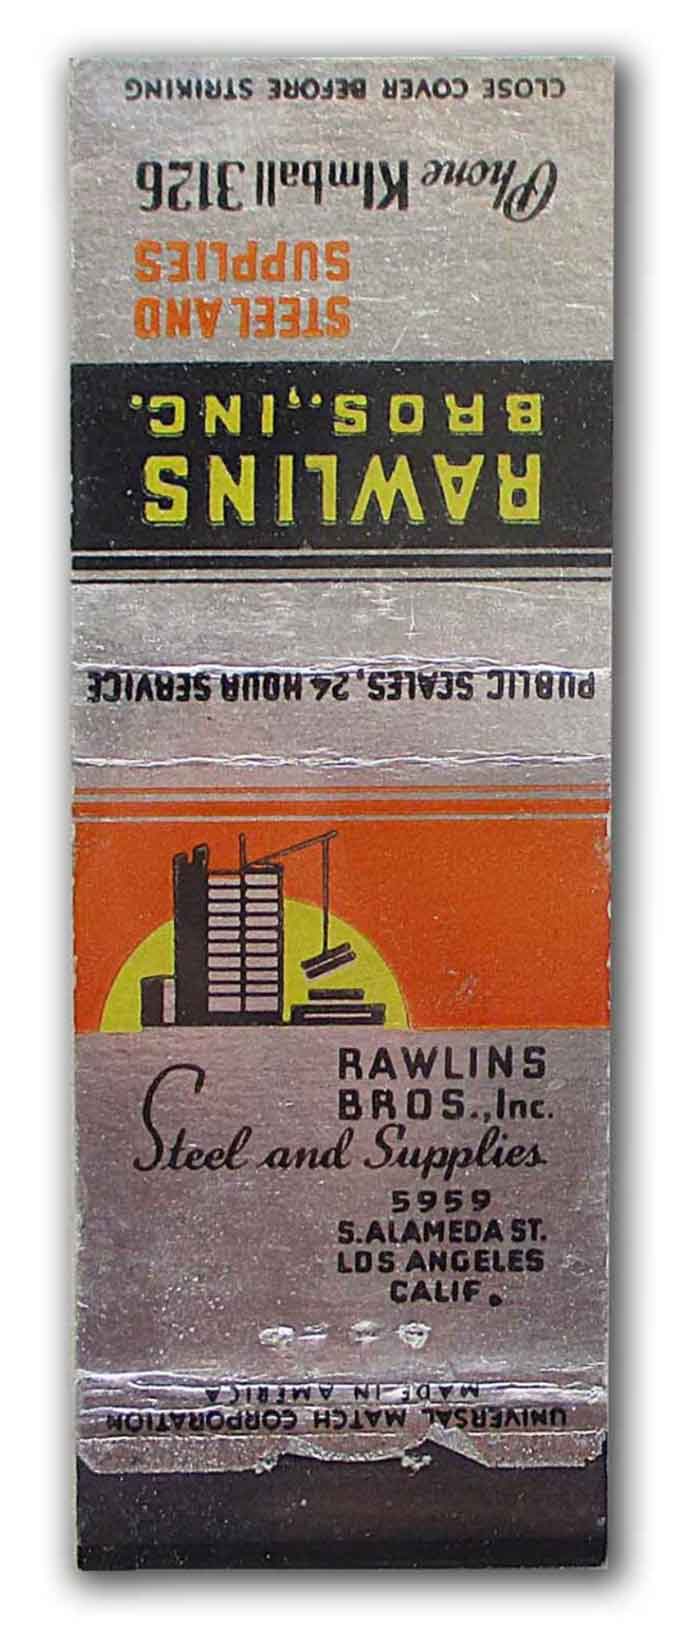 PUBLIC SCALES, 24 HOUR SERVICE
RAWLINS
BROS., INC.
STEEL AND
SUPPLIES
Phone KImball 3126
CLOSE COVER BEFORE STRIKING
RAWLINS
BROS., Inc.
Steel and Supplies
5959
S. ALAMEDA ST.
LOS ANGELES
CALIF.
UNIVERSAL MATCH CORPORATION
MADE IN AMERICA